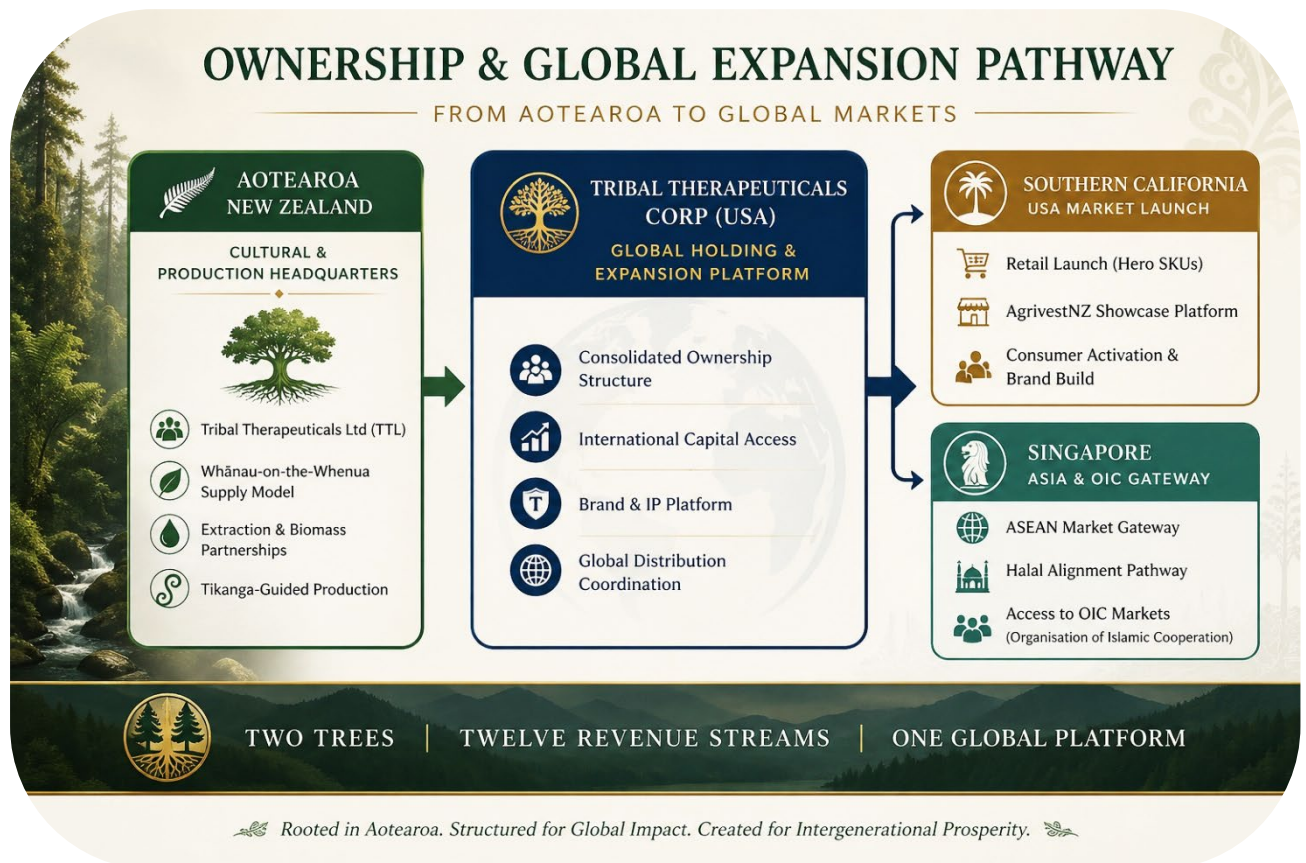 OWNERSHIP & GLOBAL EXPANSION PATHWAY
FROM AOTEAROA TO GLOBAL MARKETS
AOTEAROA
NEW ZEALAND
CULTURAL &
PRODUCTION HEADQUARTERS
Tribal Therapeuticals Ltd (TTL)
Whānau-on-the-Whenua
Supply Model
Extraction & Biomass
Partnerships
Tikanga-Guided Production
TRIBAL THERAPEUTICALS
CORP (USA)
GLOBAL HOLDING &
EXPANSION PLATFORM
Consolidated Ownership
Structure
International Capital Access
T
Brand & IP Platform
Global Distribution
Coordination
SOUTHERN CALIFORNIA
USA MARKET LAUNCH
Retail Launch (Hero SKUs)
AgrivestNZ Showcase Platform
Consumer Activation &
Brand Build
SINGAPORE
ASIA & OIC GATEWAY
ASEAN Market Gateway
Halal Alignment Pathway
Access to OIC Markets
(Organisation of Islamic Cooperation)
TWO TREES | TWELVE REVENUE STREAMS | ONE GLOBAL PLATFORM
Rooted in Aotearoa. Structured for Global Impact. Created for Intergenerational Prosperity.